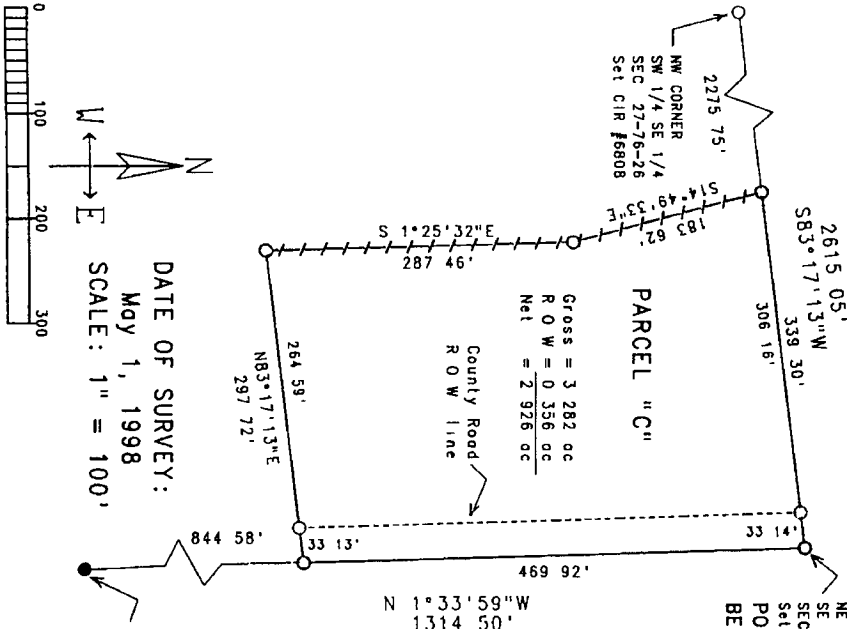 2615 05'
S83°17'13"W
339 30'
306 16'
2275 75'
NW CORNER
SW 1/4 SE 1/4
SEC 27-76-26
Set CIR #6808
S14°49'33"E
183 62'
S 1°25'32"E
287 46'
PARCEL "C"
Gross = 3 282 ac
R O W = 0 356 ac
Net = 2 926 ac
County Road
R O W line
NE
SE
SEC
Set
PO
BE
33 14'
33 13'
469 92'
N 1°33'59"W
1314 50'
264 59'
N83°17'13"E
297 72'
844 58'
DATE OF SURVEY:
May 1, 1998
SCALE: 1" = 100'
N
W
E
0
100
200
300